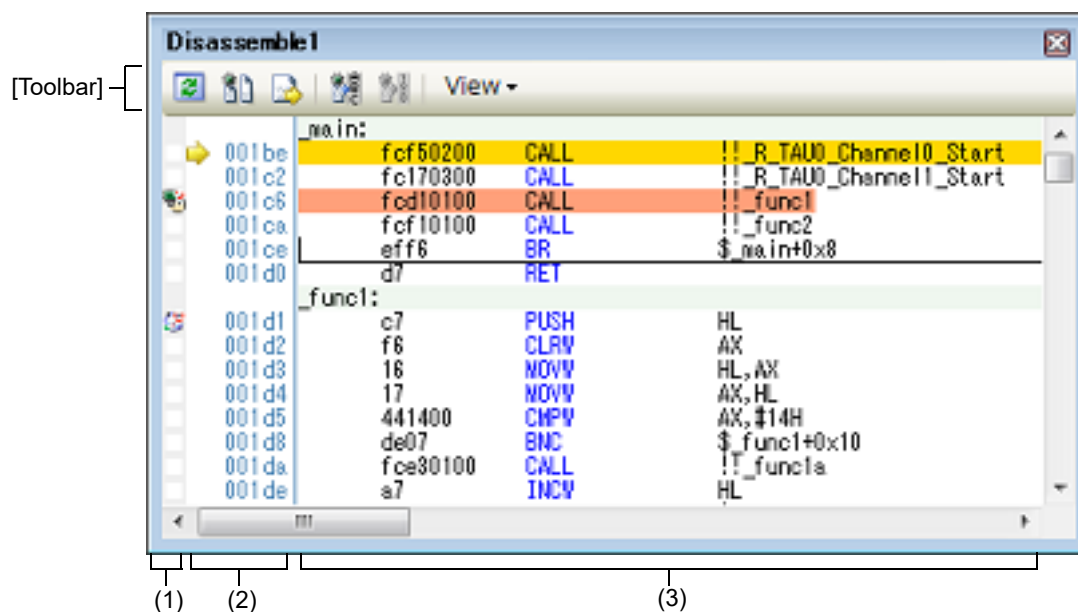 Disassemble1
[Toolbar]
View
_main:
001be fcf50200 CALL !!_R_TAU0_Channel0_Start
001c2 fc170300 CALL !!_R_TAU0_Channel1_Start
001c6 fcd10100 CALL !!_func1
001ca fcf10100 CALL !!_func2
001ce eff6 BR $_main+0x8
001d0 d7 RET
_func1:
001d1 c7 PUSH HL
001d2 f6 CLRW AX
001d3 16 MOVW HL,AX
001d4 17 MOVW AX,HL
001d5 441400 CMPW AX,#14H
001d8 de07 BNC $_func1+0x10
001da fce30100 CALL !!_func1a
001de a7 INCW HL
(1) (2) (3)